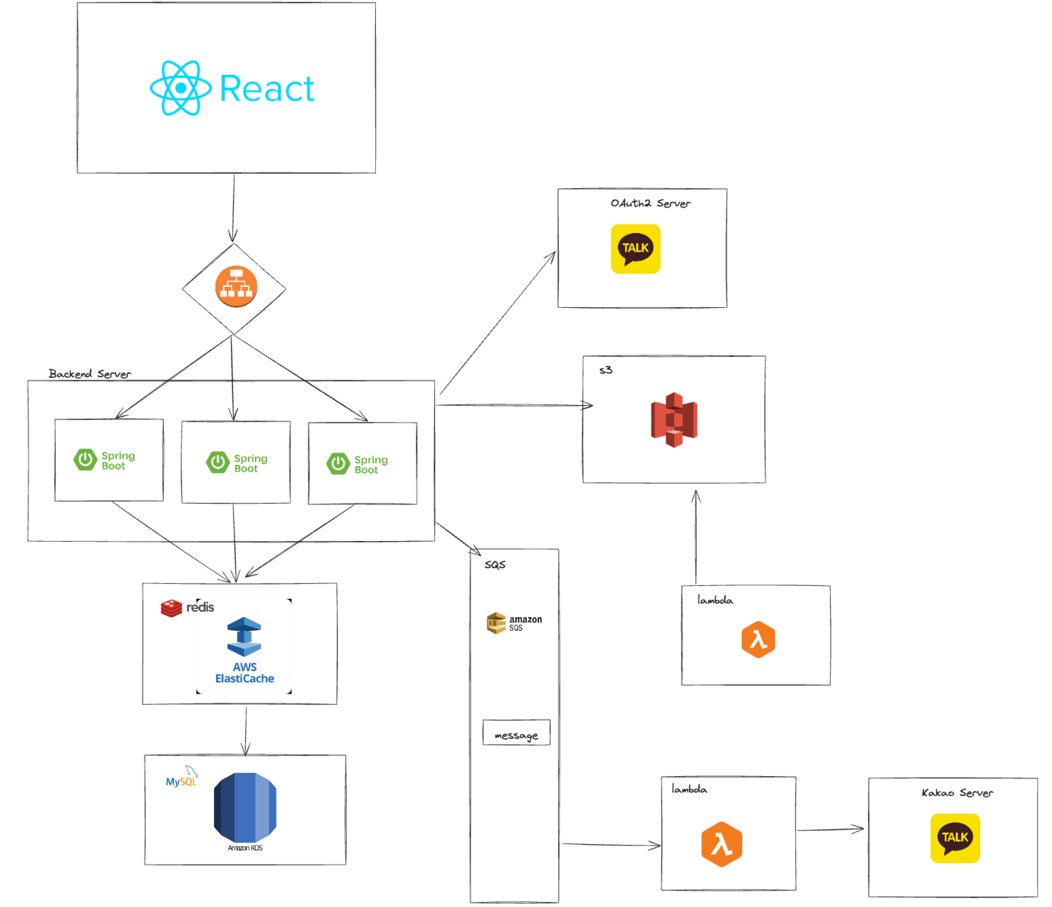 React
OAuth2 Server
TALK
s3
Backend Server
Spring
Boot
Spring
Boot
Spring
Boot
SQS
amazon
SQS
redis
AWS
ElastiCache
lambda
message
MySQL
Amazon RDS
lambda
Kakao Server
TALK